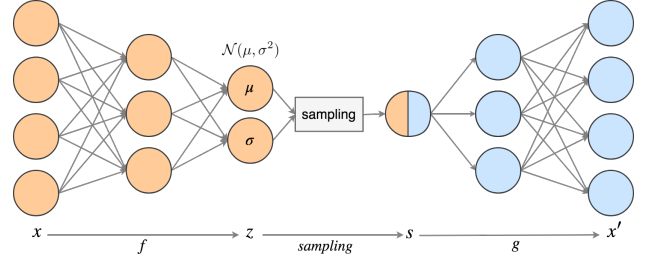 𝒩(μ, σ²)
μ
sampling
σ
x z s x′
f sampling g